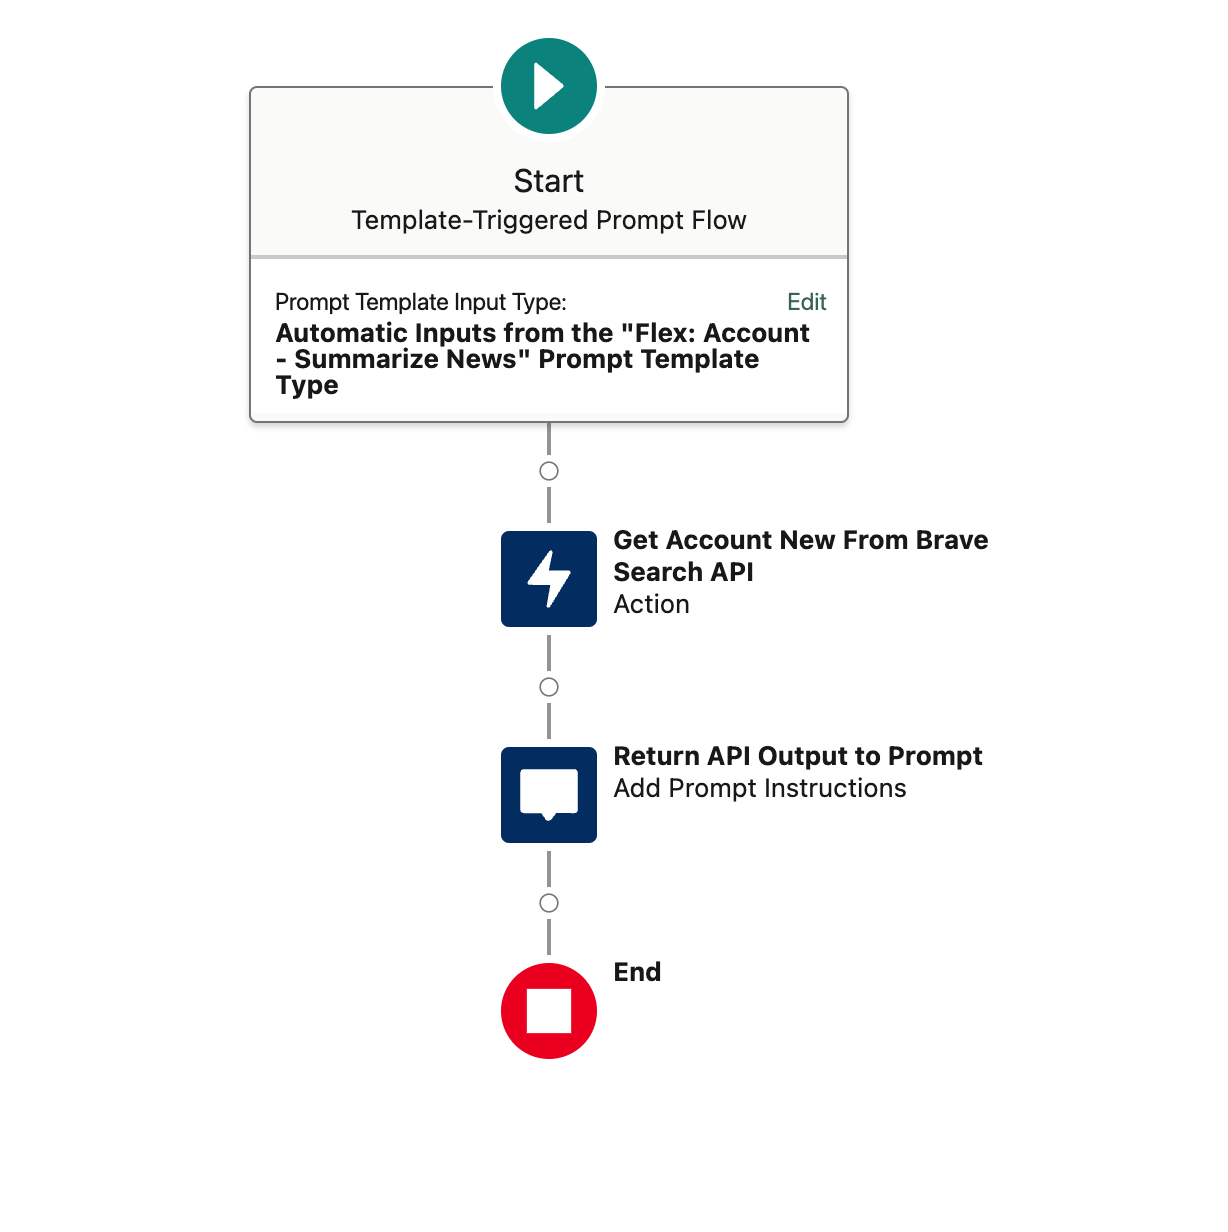 Start
Template-Triggered Prompt Flow
Prompt Template Input Type:
Edit
Automatic Inputs from the "Flex: Account
- Summarize News" Prompt Template
Type
Get Account New From Brave
Search API
Action
Return API Output to Prompt
Add Prompt Instructions
End